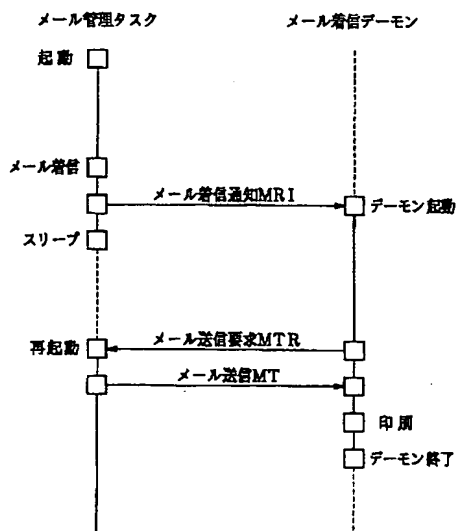 メール管理タスク
メール着信デーモン
起動
メール着信
メール着信通知MRI
デーモン起動
スリープ
メール送信要求MTR
再起動
メール送信MT
印刷
デーモン終了